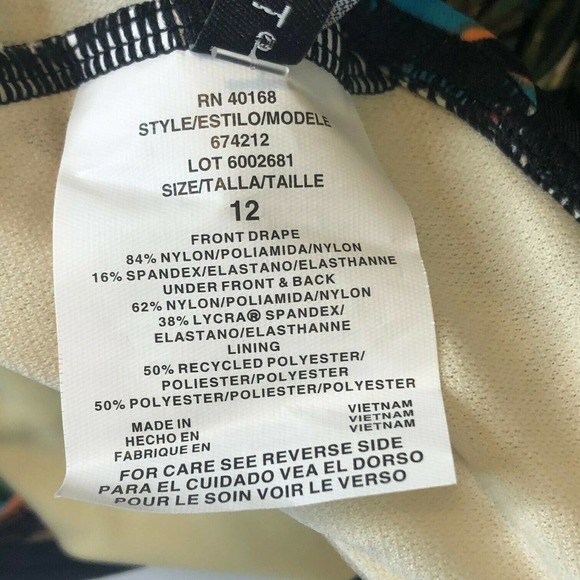 RN 40168
STYLE/ESTILO/MODELE
674212
LOT 6002681
SIZE/TALLA/TAILLE
12
FRONT DRAPE
84% NYLON/POLIAMIDA/NYLON
16% SPANDEX/ELASTANO/ELASTHANNE
UNDER FRONT & BACK
62% NYLON/POLIAMIDA/NYLON
38% LYCRA® SPANDEX/
ELASTANO/ELASTHANNE
LINING
50% RECYCLED POLYESTER/
POLIESTER/POLYESTER
50% POLYESTER/POLIESTER/POLYESTER
MADE IN VIETNAM
HECHO EN VIETNAM
FABRIQUE EN VIETNAM
FOR CARE SEE REVERSE SIDE
PARA EL CUIDADO VEA EL DORSO
POUR LE SOIN VOIR LE VERSO